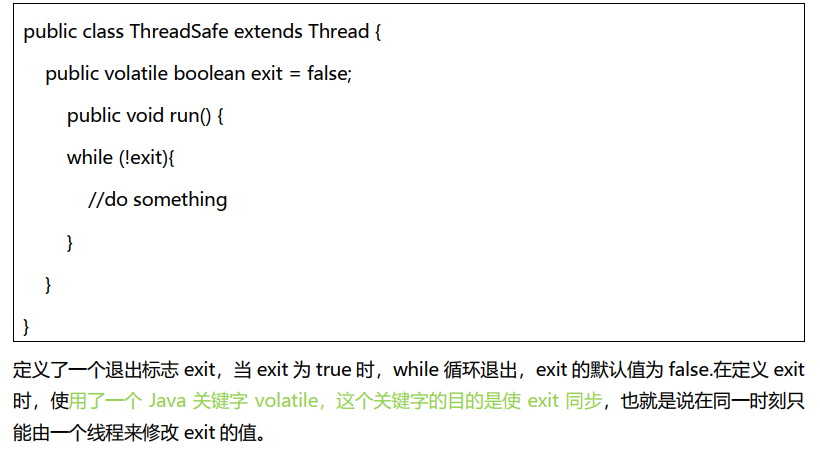 public class ThreadSafe extends Thread {
public volatile boolean exit = false;
public void run() {
while (!exit){
//do something
}
}
}
定义了一个退出标志 exit，当 exit 为 true 时，while 循环退出，exit 的默认值为 false.在定义 exit
时，使用了一个 Java 关键字 volatile，这个关键字的目的是使 exit 同步，也就是说在同一时刻只
能由一个线程来修改 exit 的值。